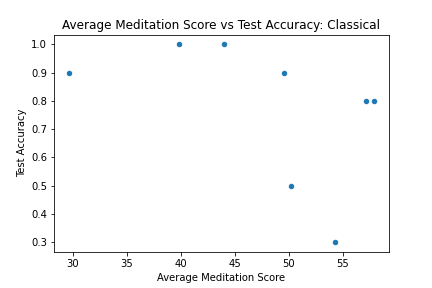 Average Meditation Score vs Test Accuracy: Classical
1.0
0.9
0.8
0.7
0.6
0.5
0.4
0.3
Test Accuracy
30 35 40 45 50 55
Average Meditation Score